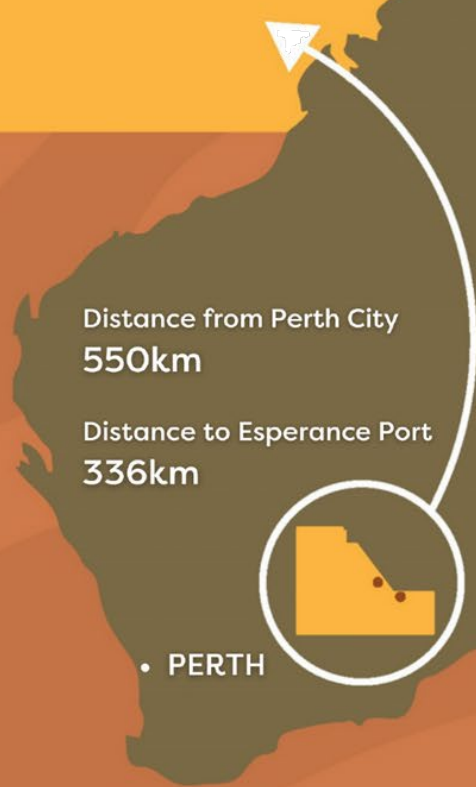 Distance from Perth City
550km
Distance to Esperance Port
336km
PERTH